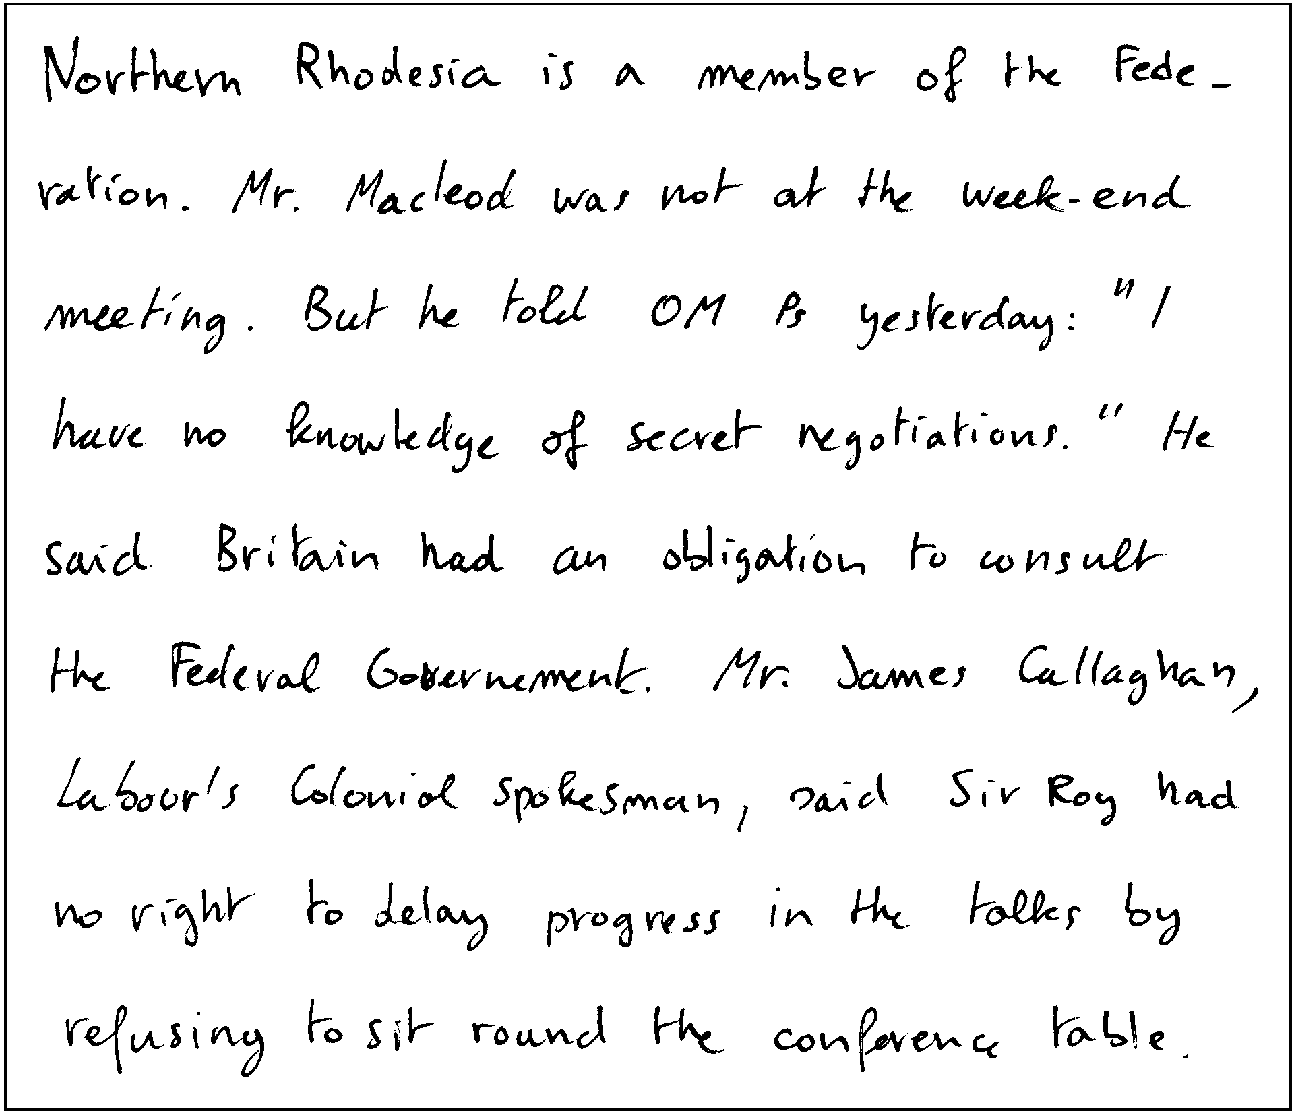 Northern Rhodesia is a member of the Fede-
ration. Mr. Macleod was not at the week-end
meeting. But he told OM Ps yesterday: "I
have no knowledge of secret negotiations." He
said Britain had an obligation to consult
the Federal Governement. Mr. James Callaghan,
Labour's Colonial spokesman, said Sir Roy had
no right to delay progress in the talks by
refusing to sit round the conference table.